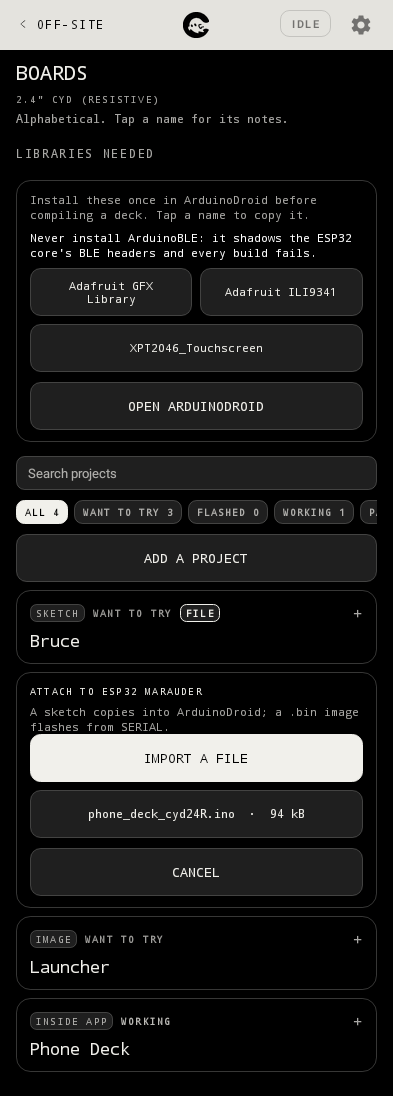 OFF-SITE
IDLE
BOARDS
2.4" CYD (RESISTIVE)
Alphabetical. Tap a name for its notes.
LIBRARIES NEEDED
Install these once in ArduinoDroid before
compiling a deck. Tap a name to copy it.
Never install ArduinoBLE: it shadows the ESP32
core's BLE headers and every build fails.
Adafruit GFX
Library
Adafruit ILI9341
XPT2046_Touchscreen
OPEN ARDUINODROID
Search projects
ALL 4 WANT TO TRY 3 FLASHED 0 WORKING 1
ADD A PROJECT
SKETCH WANT TO TRY FILE +
Bruce
ATTACH TO ESP32 MARAUDER
A sketch copies into ArduinoDroid; a .bin image
flashes from SERIAL.
IMPORT A FILE
phone_deck_cyd24R.ino · 94 kB
CANCEL
IMAGE WANT TO TRY +
Launcher
INSIDE APP WORKING +
Phone Deck